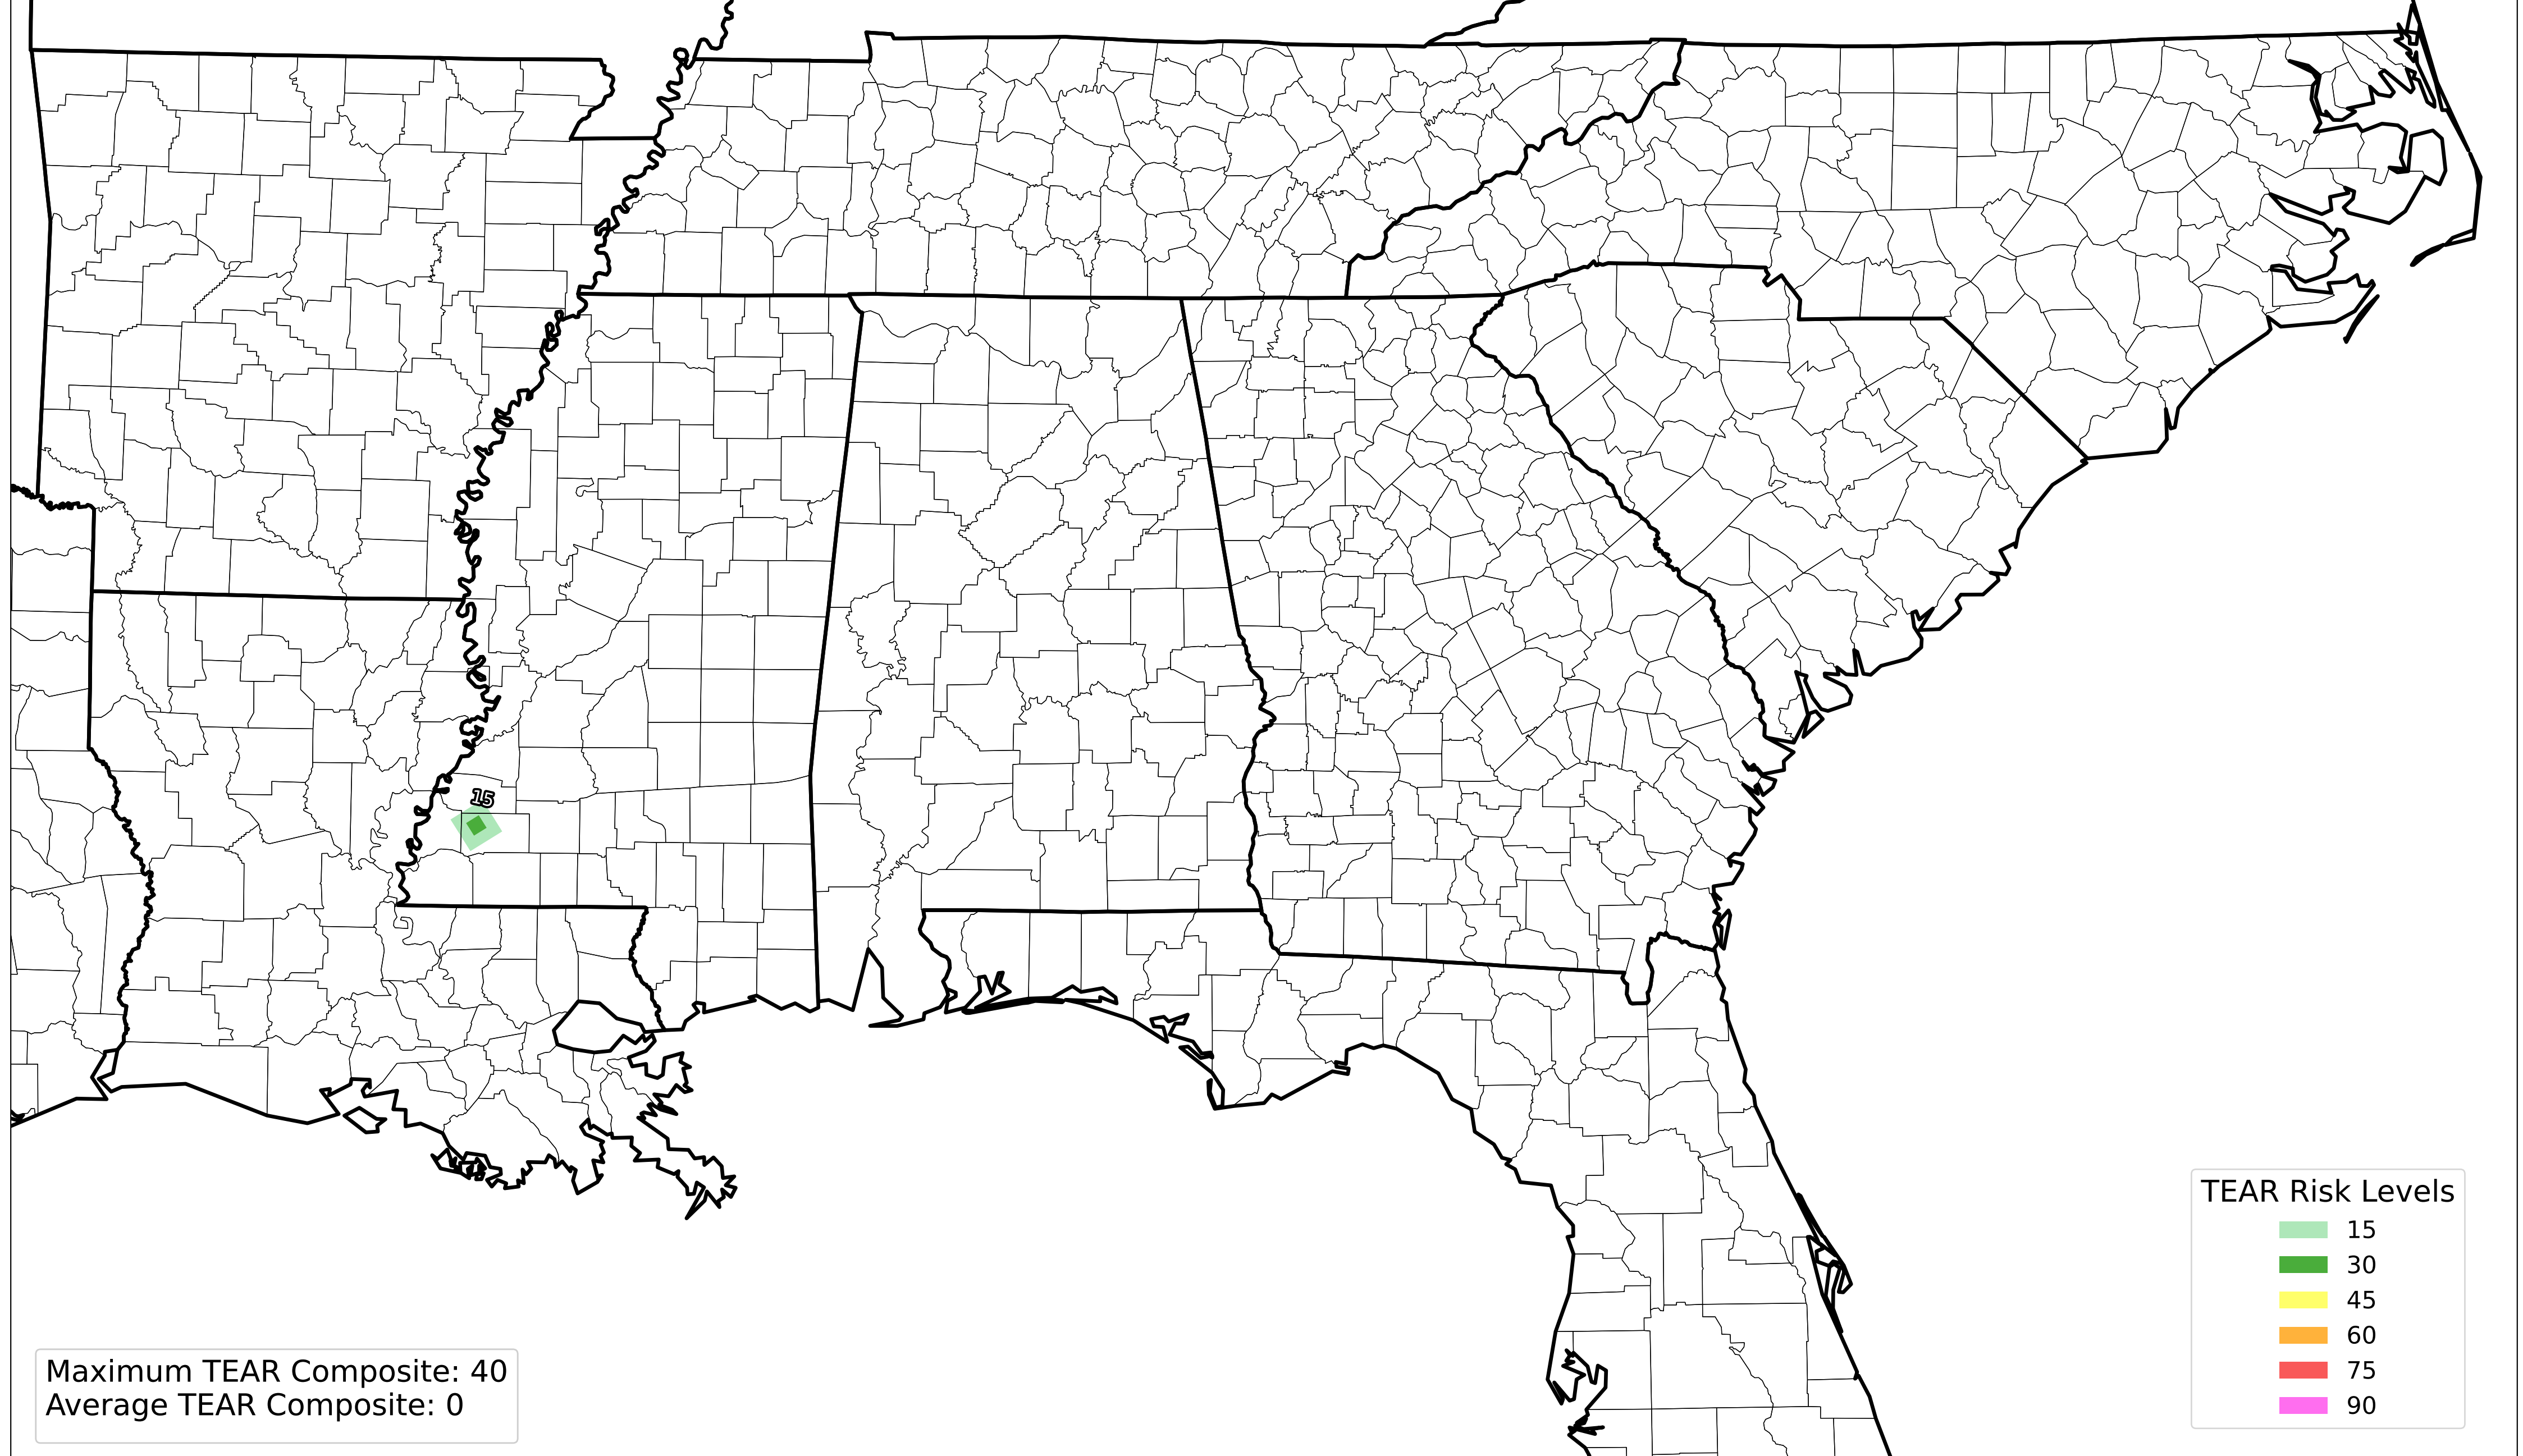 15
TEAR Risk Levels
15
30
45
60
75
90
Maximum TEAR Composite: 40
Average TEAR Composite: 0